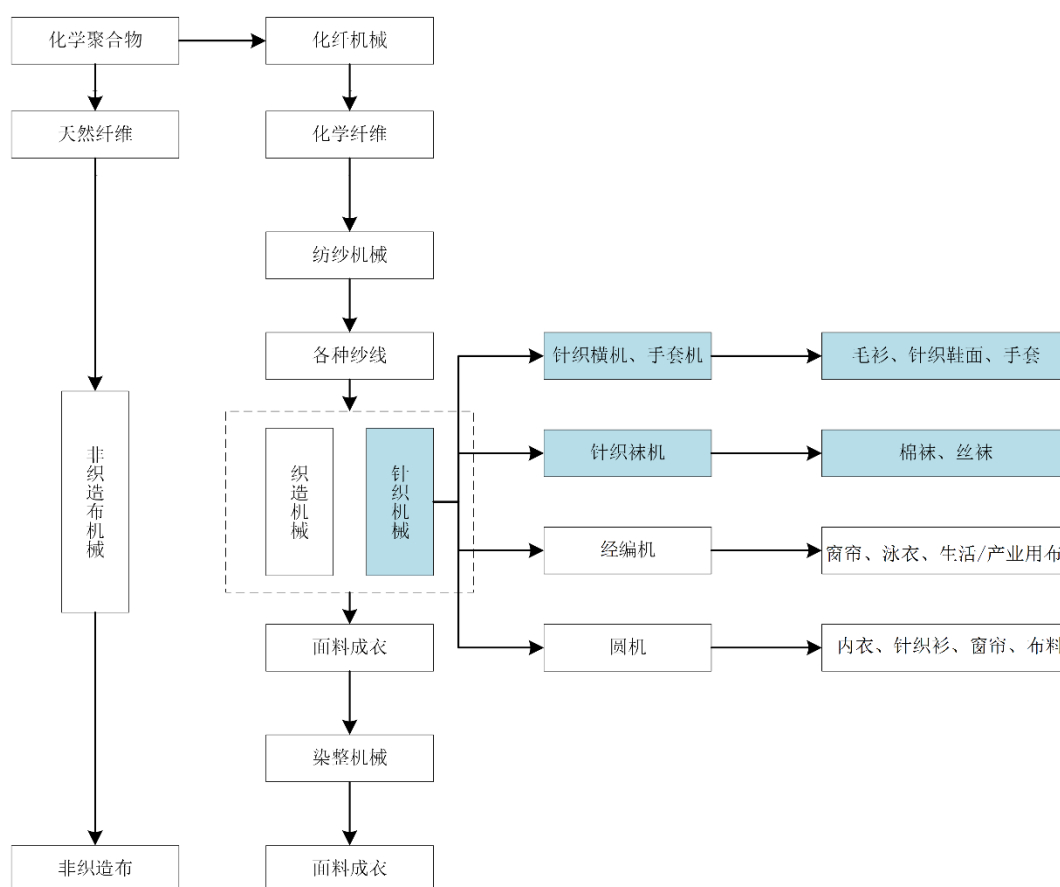 化学聚合物
化纤机械
天然纤维
化学纤维
纺纱机械
各种纱线
针织横机、手套机
毛衫、针织鞋面、手套
非织造布机械
织造机械
针织机械
针织袜机
棉袜、丝袜
经编机
窗帘、泳衣、生活/产业用布
面料成衣
圆机
内衣、针织衫、窗帘、布料
染整机械
非织造布
面料成衣